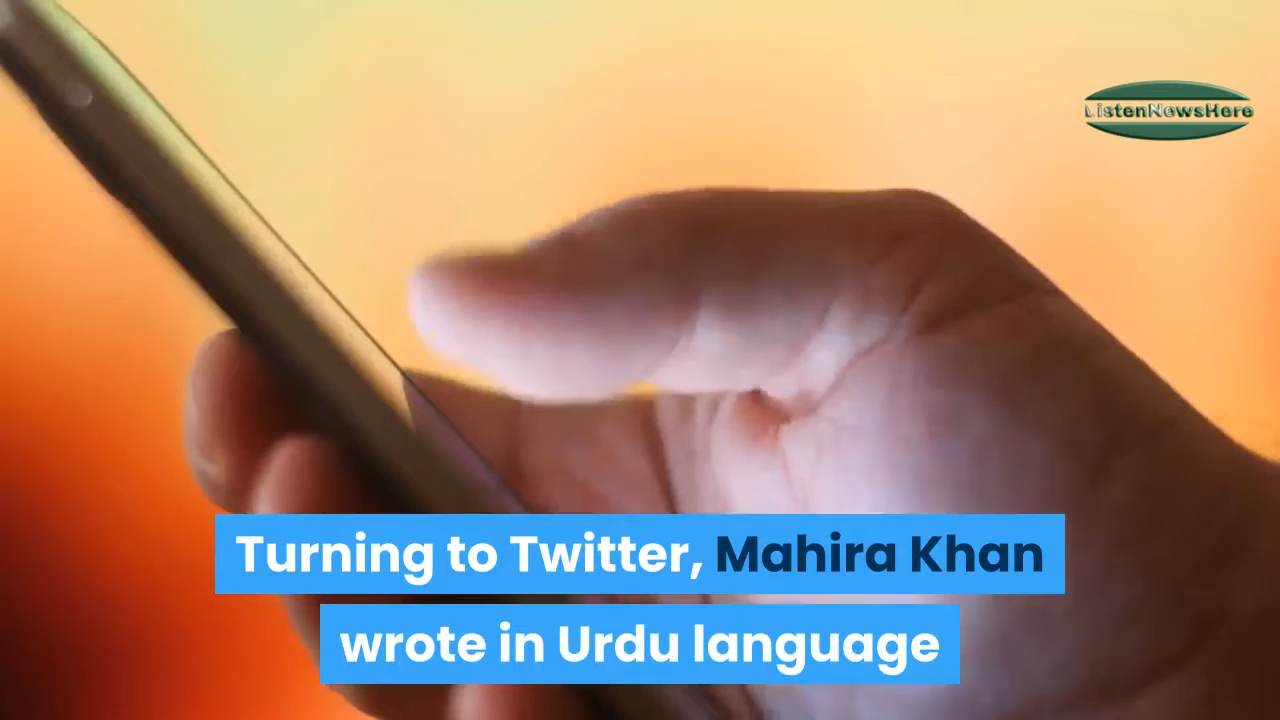 ListenNewsHere
Turning to Twitter, Mahira Khan
wrote in Urdu language